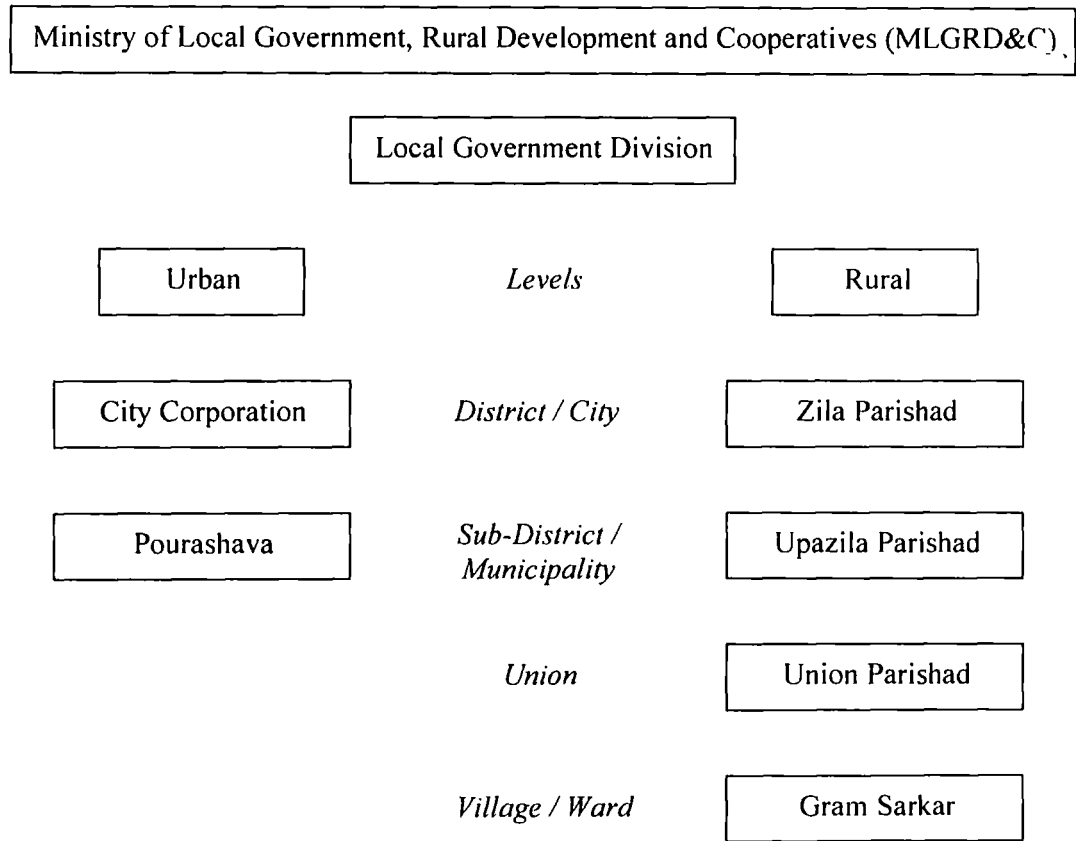 Ministry of Local Government, Rural Development and Cooperatives (MLGRD&C)
Local Government Division
Urban Levels Rural
City Corporation District / City Zila Parishad
Pourashava Sub-District / Upazila Parishad
Municipality
Union Union Parishad
Village / Ward Gram Sarkar